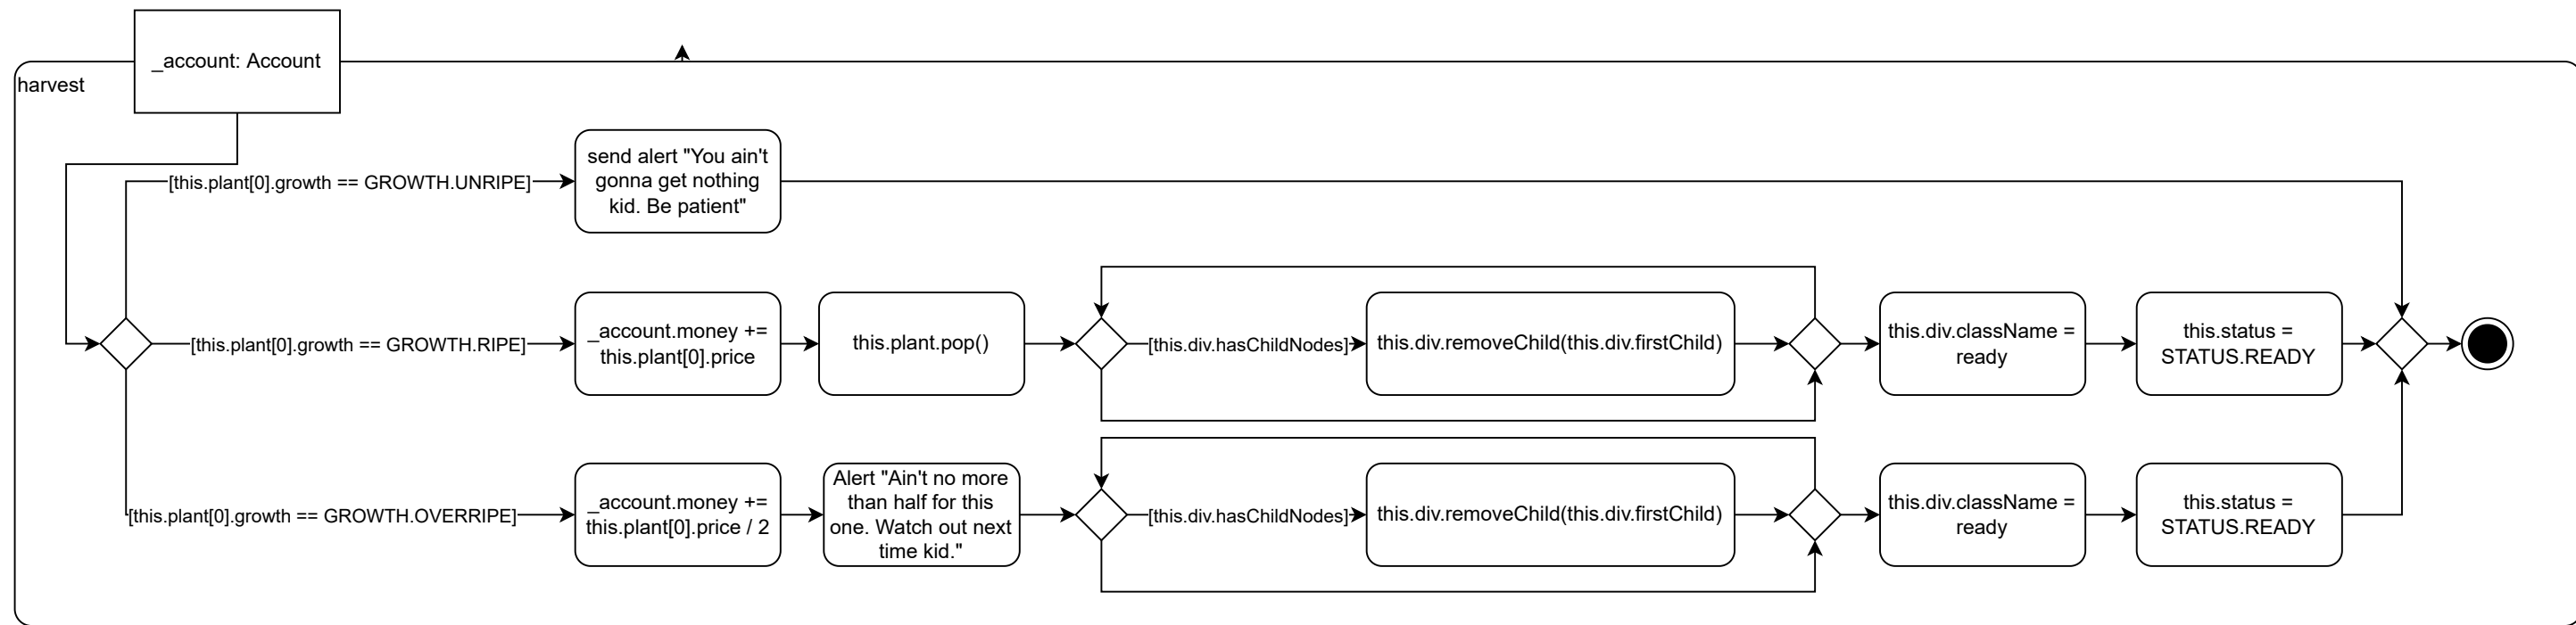 _account: Account
harvest
[this.plant[0].growth == GROWTH.UNRIPE]
send alert "You ain't
gonna get nothing
kid. Be patient"
[this.plant[0].growth == GROWTH.RIPE]
_account.money +=
this.plant[0].price
this.plant.pop()
[this.div.hasChildNodes]
this.div.removeChild(this.div.firstChild)
this.div.className =
ready
this.status =
STATUS.READY
[this.plant[0].growth == GROWTH.OVERRIPE]
_account.money +=
this.plant[0].price / 2
Alert "Ain't no more
than half for this
one. Watch out next
time kid."
[this.div.hasChildNodes]
this.div.removeChild(this.div.firstChild)
this.div.className =
ready
this.status =
STATUS.READY